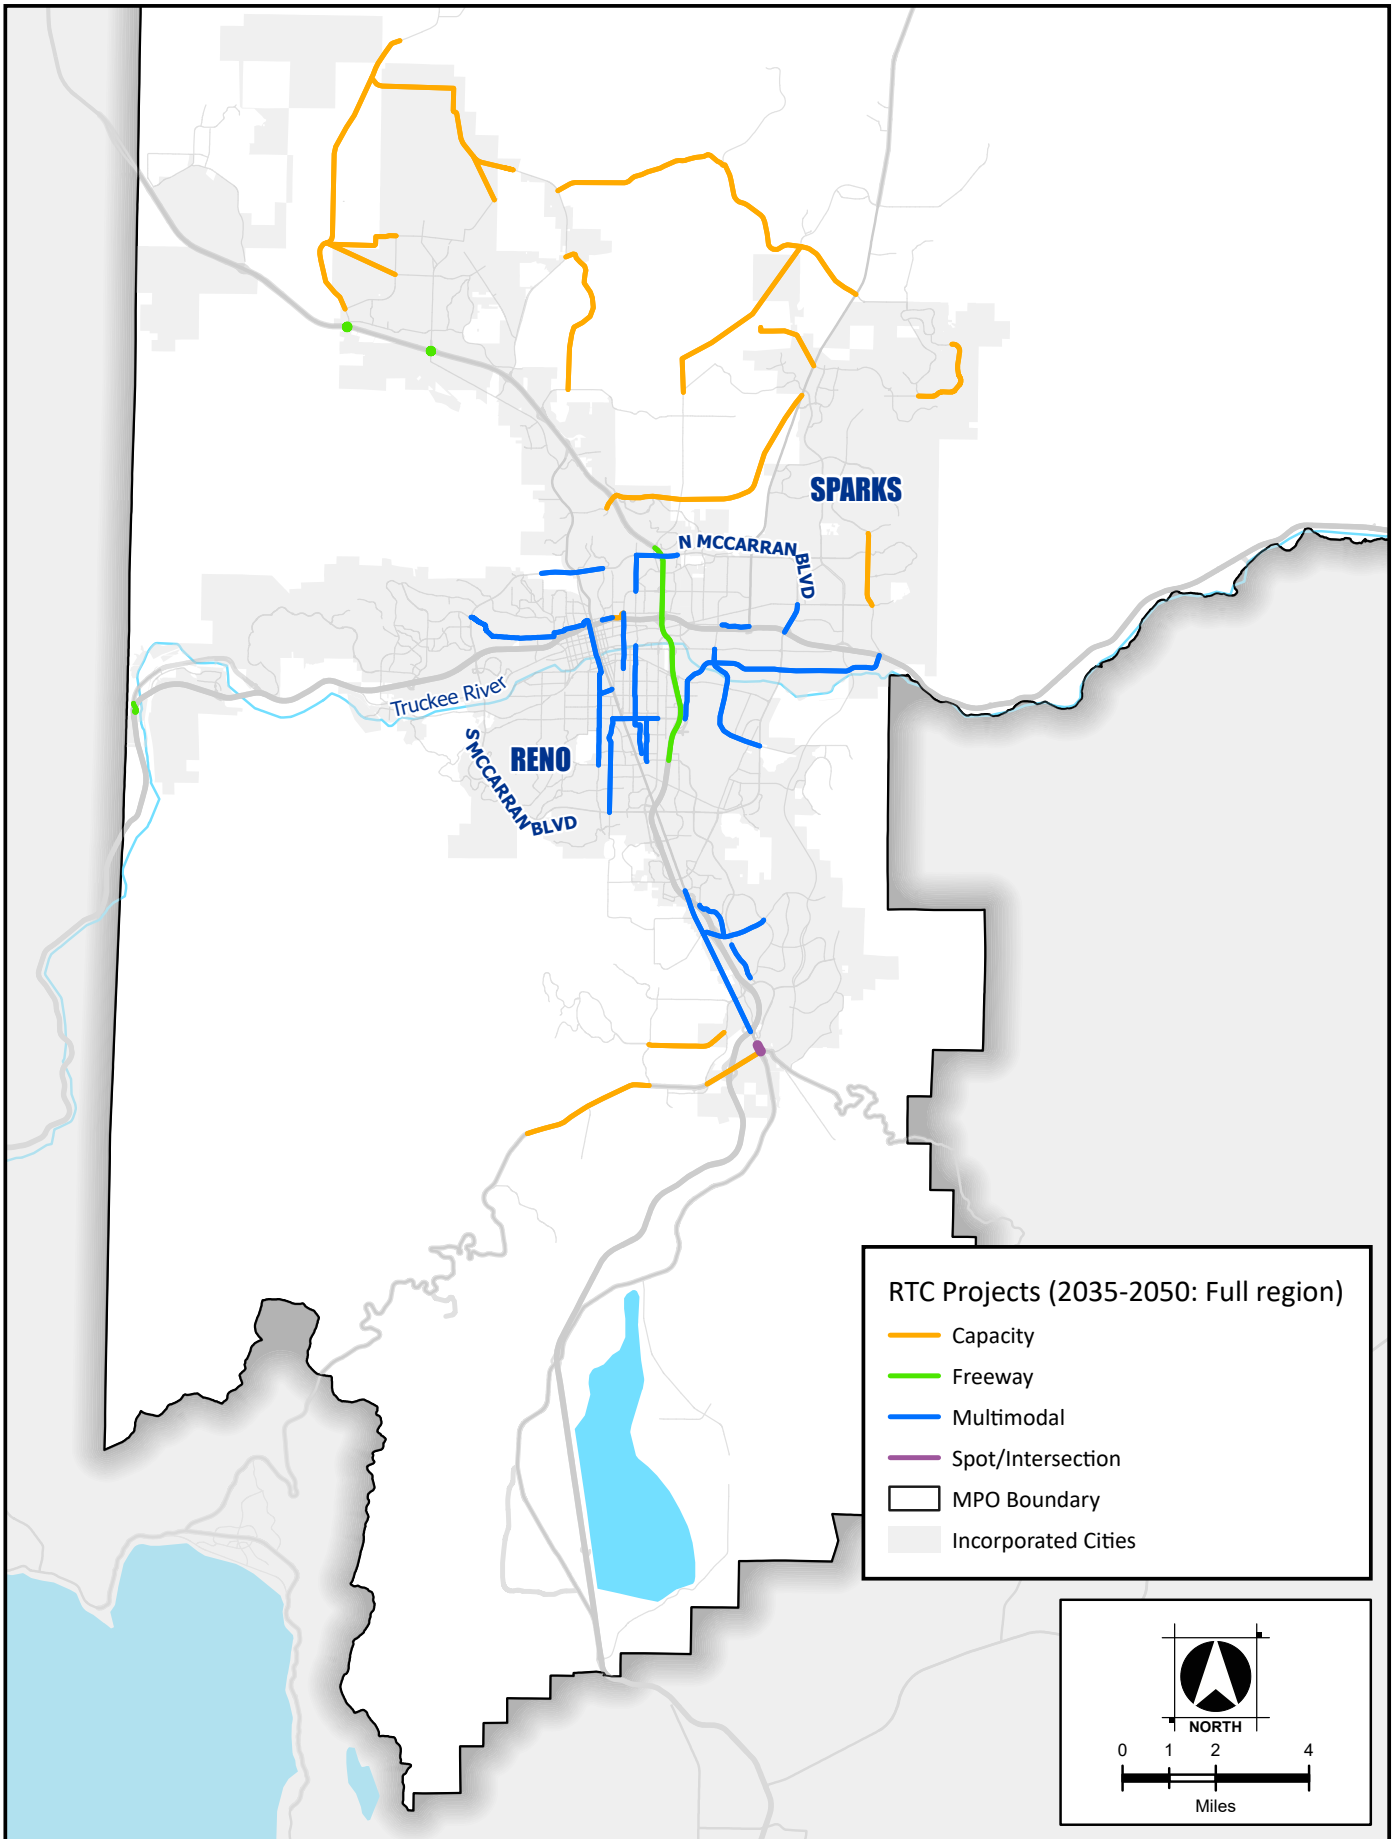 SPARKS
N MCCARRAN BLVD
Truckee River
RENO
S MCCARRAN BLVD
RTC Projects (2035-2050: Full region)
Capacity
Freeway
Multimodal
Spot/Intersection
MPO Boundary
Incorporated Cities
NORTH
0 1 2 4
Miles